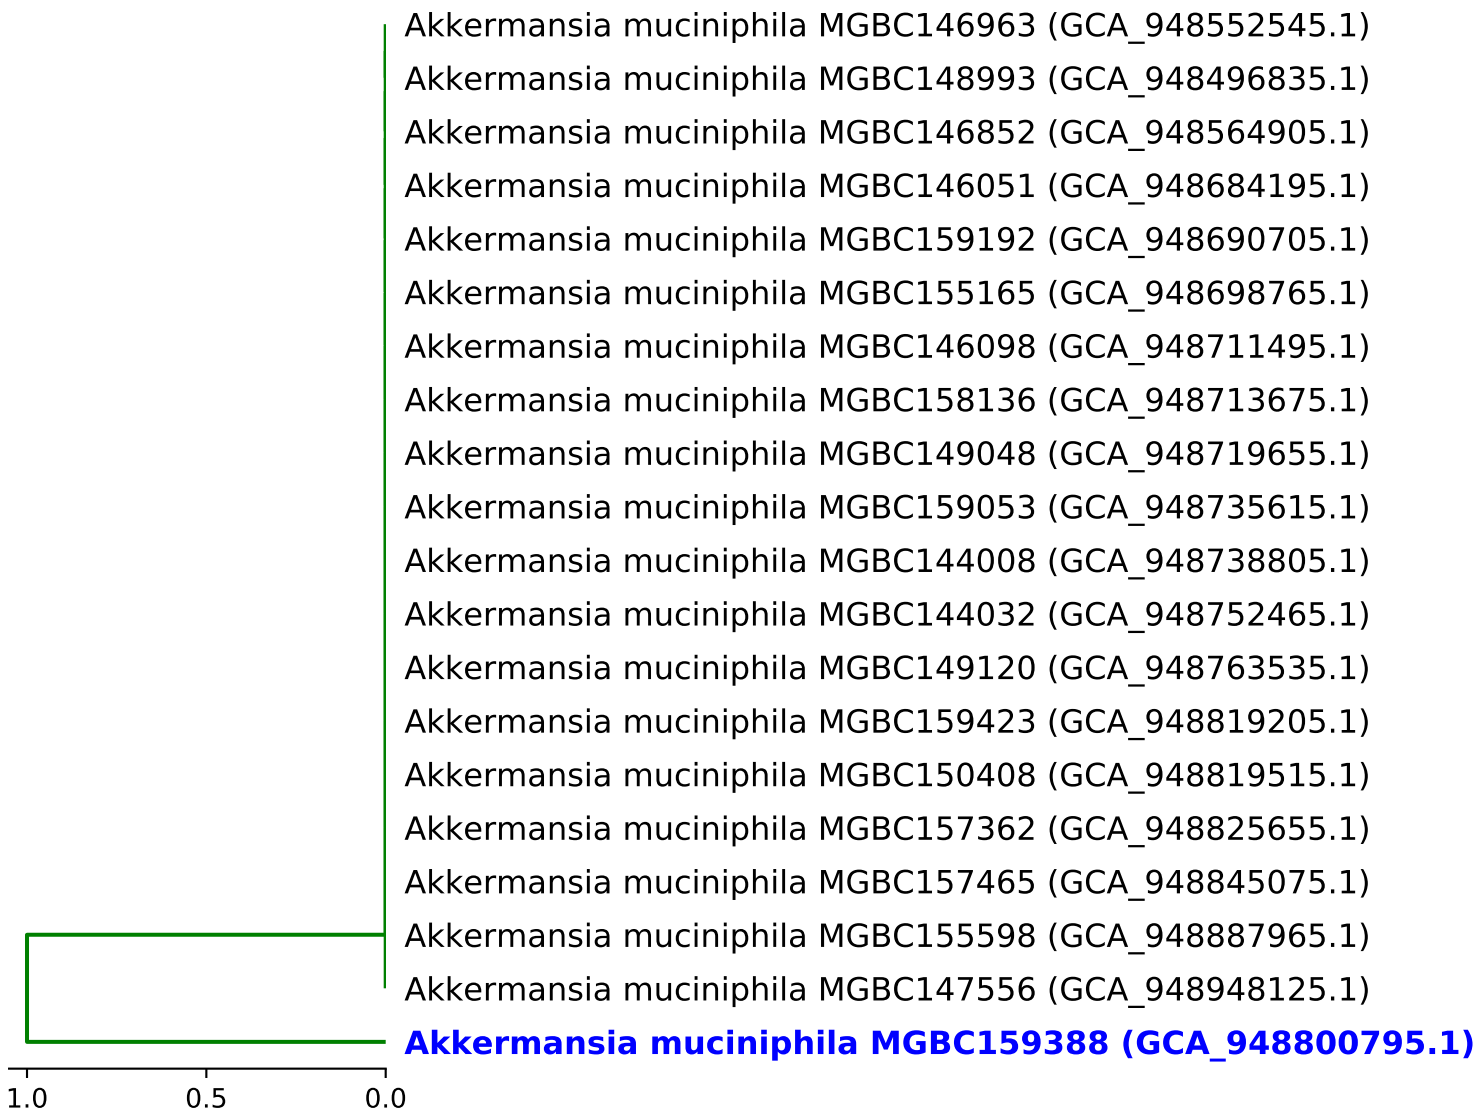 Akkermansia muciniphila MGBC146963 (GCA_948552545.1)
Akkermansia muciniphila MGBC148993 (GCA_948496835.1)
Akkermansia muciniphila MGBC146852 (GCA_948564905.1)
Akkermansia muciniphila MGBC146051 (GCA_948684195.1)
Akkermansia muciniphila MGBC159192 (GCA_948690705.1)
Akkermansia muciniphila MGBC155165 (GCA_948698765.1)
Akkermansia muciniphila MGBC146098 (GCA_948711495.1)
Akkermansia muciniphila MGBC158136 (GCA_948713675.1)
Akkermansia muciniphila MGBC149048 (GCA_948719655.1)
Akkermansia muciniphila MGBC159053 (GCA_948735615.1)
Akkermansia muciniphila MGBC144008 (GCA_948738805.1)
Akkermansia muciniphila MGBC144032 (GCA_948752465.1)
Akkermansia muciniphila MGBC149120 (GCA_948763535.1)
Akkermansia muciniphila MGBC159423 (GCA_948819205.1)
Akkermansia muciniphila MGBC150408 (GCA_948819515.1)
Akkermansia muciniphila MGBC157362 (GCA_948825655.1)
Akkermansia muciniphila MGBC157465 (GCA_948845075.1)
Akkermansia muciniphila MGBC155598 (GCA_948887965.1)
Akkermansia muciniphila MGBC147556 (GCA_948948125.1)
Akkermansia muciniphila MGBC159388 (GCA_948800795.1)
1.0 0.5 0.0